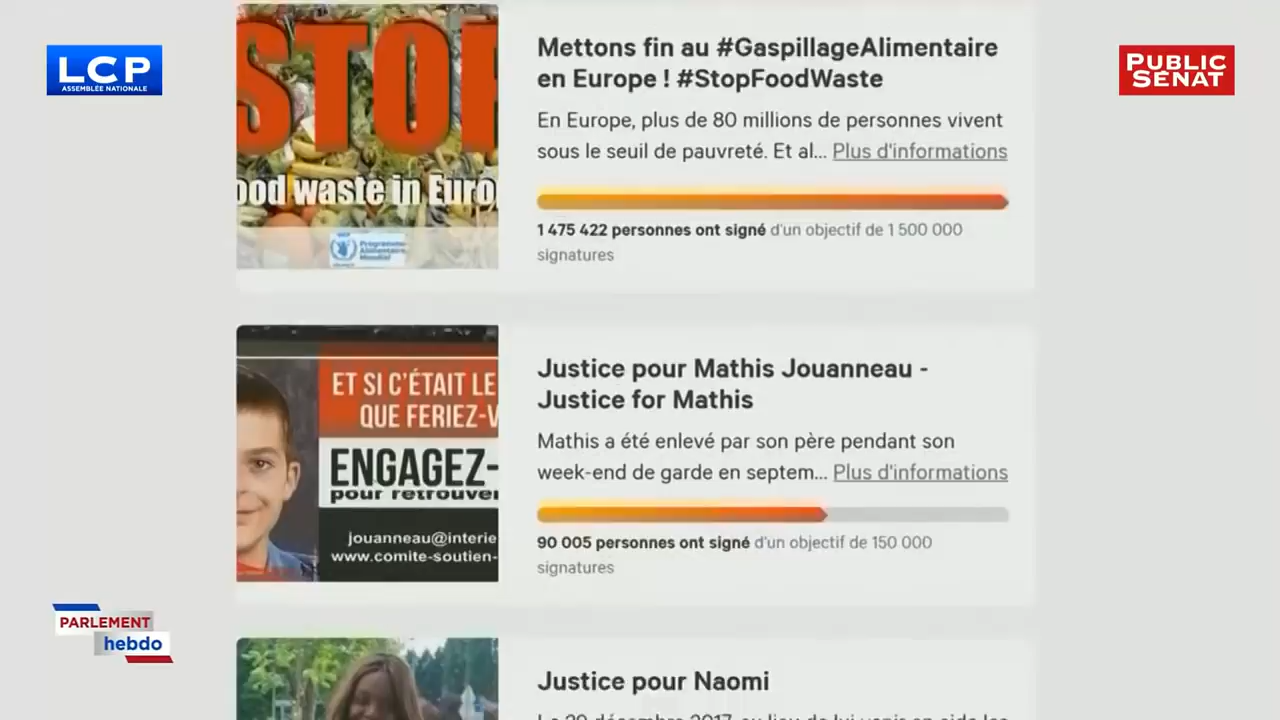 LCP
ASSEMBLÉE NATIONALE
PUBLIC
SÉNAT
STOP
ood waste in Euro
Programme
Alimentaire
Mondial
Mettons fin au #GaspillageAlimentaire
en Europe ! #StopFoodWaste
En Europe, plus de 80 millions de personnes vivent
sous le seuil de pauvreté. Et al... Plus d'informations
1 475 422 personnes ont signé d'un objectif de 1 500 000
signatures
ET SI C'ÉTAIT LE
QUE FERIEZ-V
ENGAGEZ-
pour retrouver
jouanneau@interie
www.comite-soutien-
Justice pour Mathis Jouanneau -
Justice for Mathis
Mathis a été enlevé par son père pendant son
week-end de garde en septem... Plus d'informations
90 005 personnes ont signé d'un objectif de 150 000
signatures
PARLEMENT
hebdo
Justice pour Naomi